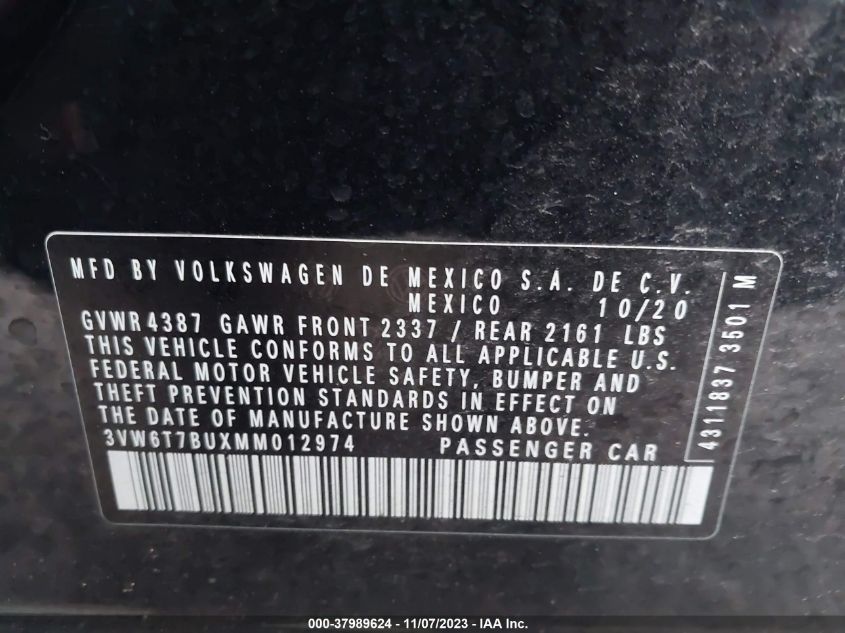 MFD BY VOLKSWAGEN DE MEXICO S.A. DE C.V.
MEXICO 10/20
GVWR 4387 GAWR FRONT 2337 / REAR 2161 LBS
THIS VEHICLE CONFORMS TO ALL APPLICABLE U.S.
FEDERAL MOTOR VEHICLE SAFETY, BUMPER AND
THEFT PREVENTION STANDARDS IN EFFECT ON
THE DATE OF MANUFACTURE SHOWN ABOVE.
3VW6T7BUXMM012974 PASSENGER CAR
4311837 3501 M
000-37989624 - 11/07/2023 - IAA Inc.